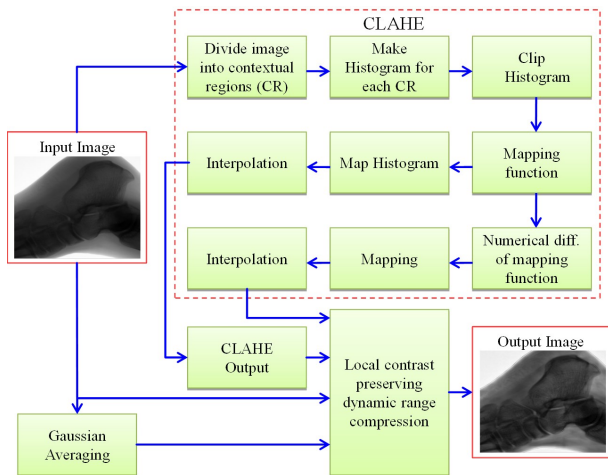 CLAHE
Divide image
into contextual
regions (CR)
Make
Histogram for
each CR
Clip
Histogram
Input Image
Interpolation
Map Histogram
Mapping
function
Interpolation
Mapping
Numerical diff.
of mapping
function
CLAHE
Output
Local contrast
preserving
dynamic range
compression
Output Image
Gaussian
Averaging